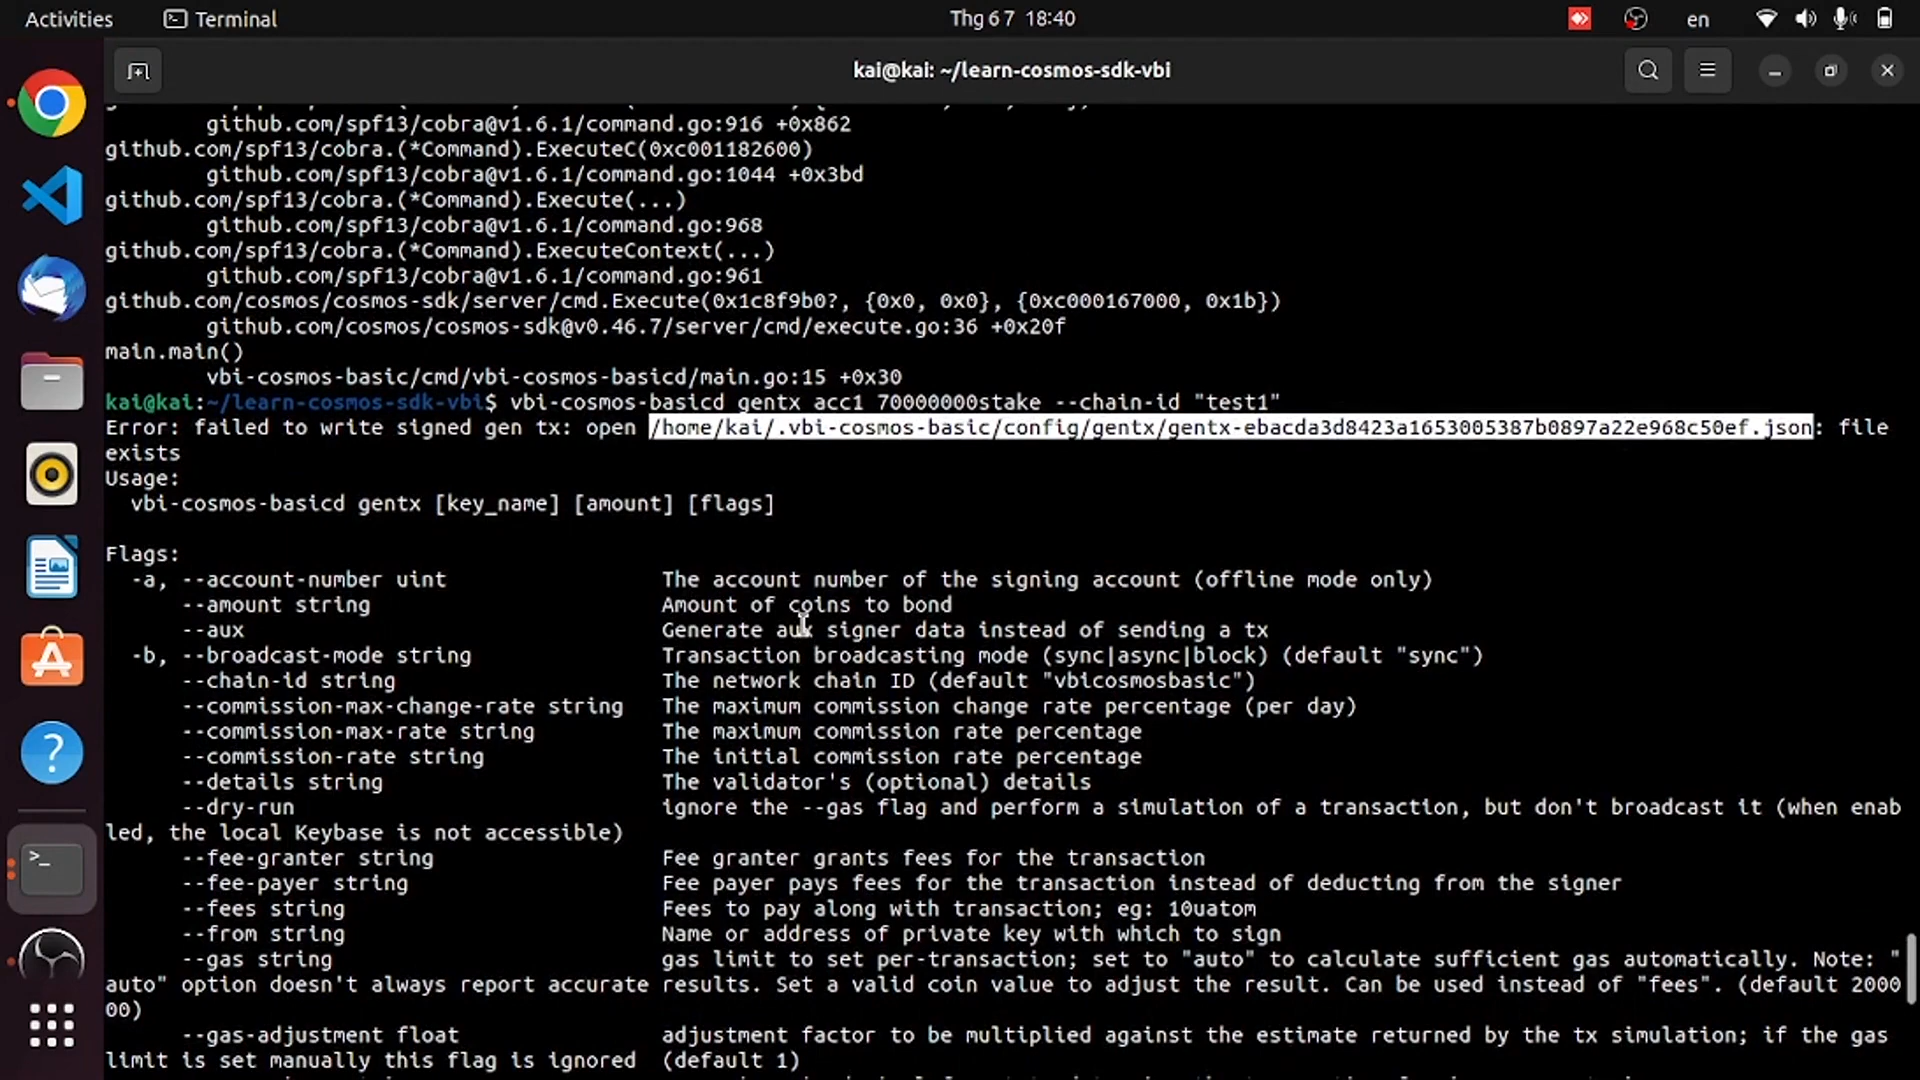 Activities
Terminal
Thg 6 7 18:40
en
kai@kai: ~/learn-cosmos-sdk-vbi
github.com/spf13/cobra@v1.6.1/command.go:916 +0x862
github.com/spf13/cobra.(*Command).ExecuteC(0xc001182600)
github.com/spf13/cobra@v1.6.1/command.go:1044 +0x3bd
github.com/spf13/cobra.(*Command).Execute(...)
github.com/spf13/cobra@v1.6.1/command.go:968
github.com/spf13/cobra.(*Command).ExecuteContext(...)
github.com/spf13/cobra@v1.6.1/command.go:961
github.com/cosmos/cosmos-sdk/server/cmd.Execute(0x1c8f9b0?, {0x0, 0x0}, {0xc000167000, 0x1b})
github.com/cosmos/cosmos-sdk@v0.46.7/server/cmd/execute.go:36 +0x20f
main.main()
vbi-cosmos-basic/cmd/vbi-cosmos-basicd/main.go:15 +0x30
kai@kai:~/learn-cosmos-sdk-vbi$ vbi-cosmos-basicd gentx acc1 70000000stake --chain-id "test1"
Error: failed to write signed gen tx: open /home/kai/.vbi-cosmos-basic/config/gentx/gentx-ebacda3d8423a1653005387b0897a22e968c50ef.json: file
exists
Usage:
vbi-cosmos-basicd gentx [key_name] [amount] [flags]
Flags:
-a, --account-number uint The account number of the signing account (offline mode only)
--amount string Amount of coins to bond
--aux Generate aux signer data instead of sending a tx
-b, --broadcast-mode string Transaction broadcasting mode (sync|async|block) (default "sync")
--chain-id string The network chain ID (default "vbicosmosbasic")
--commission-max-change-rate string The maximum commission change rate percentage (per day)
--commission-max-rate string The maximum commission rate percentage
--commission-rate string The initial commission rate percentage
--details string The validator's (optional) details
--dry-run ignore the --gas flag and perform a simulation of a transaction, but don't broadcast it (when enab
led, the local Keybase is not accessible)
--fee-granter string Fee granter grants fees for the transaction
--fee-payer string Fee payer pays fees for the transaction instead of deducting from the signer
--fees string Fees to pay along with transaction; eg: 10uatom
--from string Name or address of private key with which to sign
--gas string gas limit to set per-transaction; set to "auto" to calculate sufficient gas automatically. Note: "
auto" option doesn't always report accurate results. Set a valid coin value to adjust the result. Can be used instead of "fees". (default 2000
00)
--gas-adjustment float adjustment factor to be multiplied against the estimate returned by the tx simulation; if the gas
limit is set manually this flag is ignored (default 1)